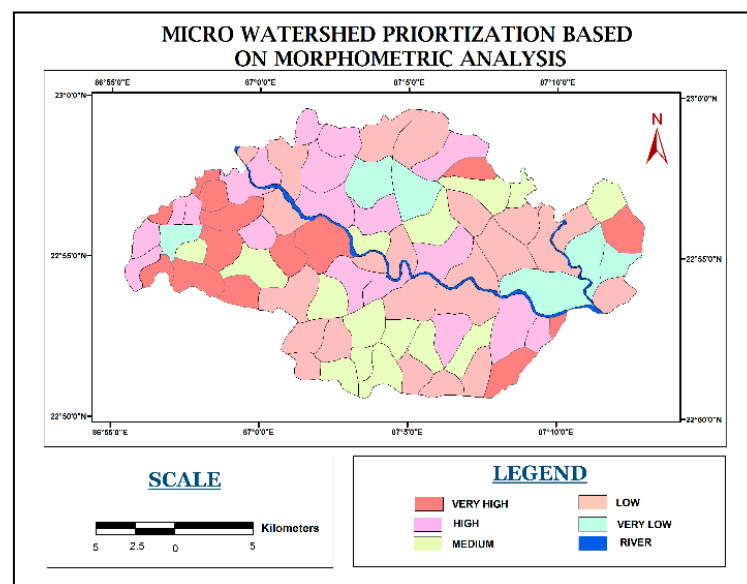 MICRO WATERSHED PRIORTIZATION BASED
ON MORPHOMETRIC ANALYSIS
86°55'0"E 87°0'0"E 87°5'0"E 87°10'0"E
23°0'0"N 23°0'0"N
N
22°55'0"N 22°55'0"N
22°50'0"N 22°50'0"N
86°55'0"E 87°0'0"E 87°5'0"E 87°10'0"E
SCALE
Kilometers
5 2.5 0 5
LEGEND
VERY HIGH LOW
HIGH VERY LOW
MEDIUM RIVER